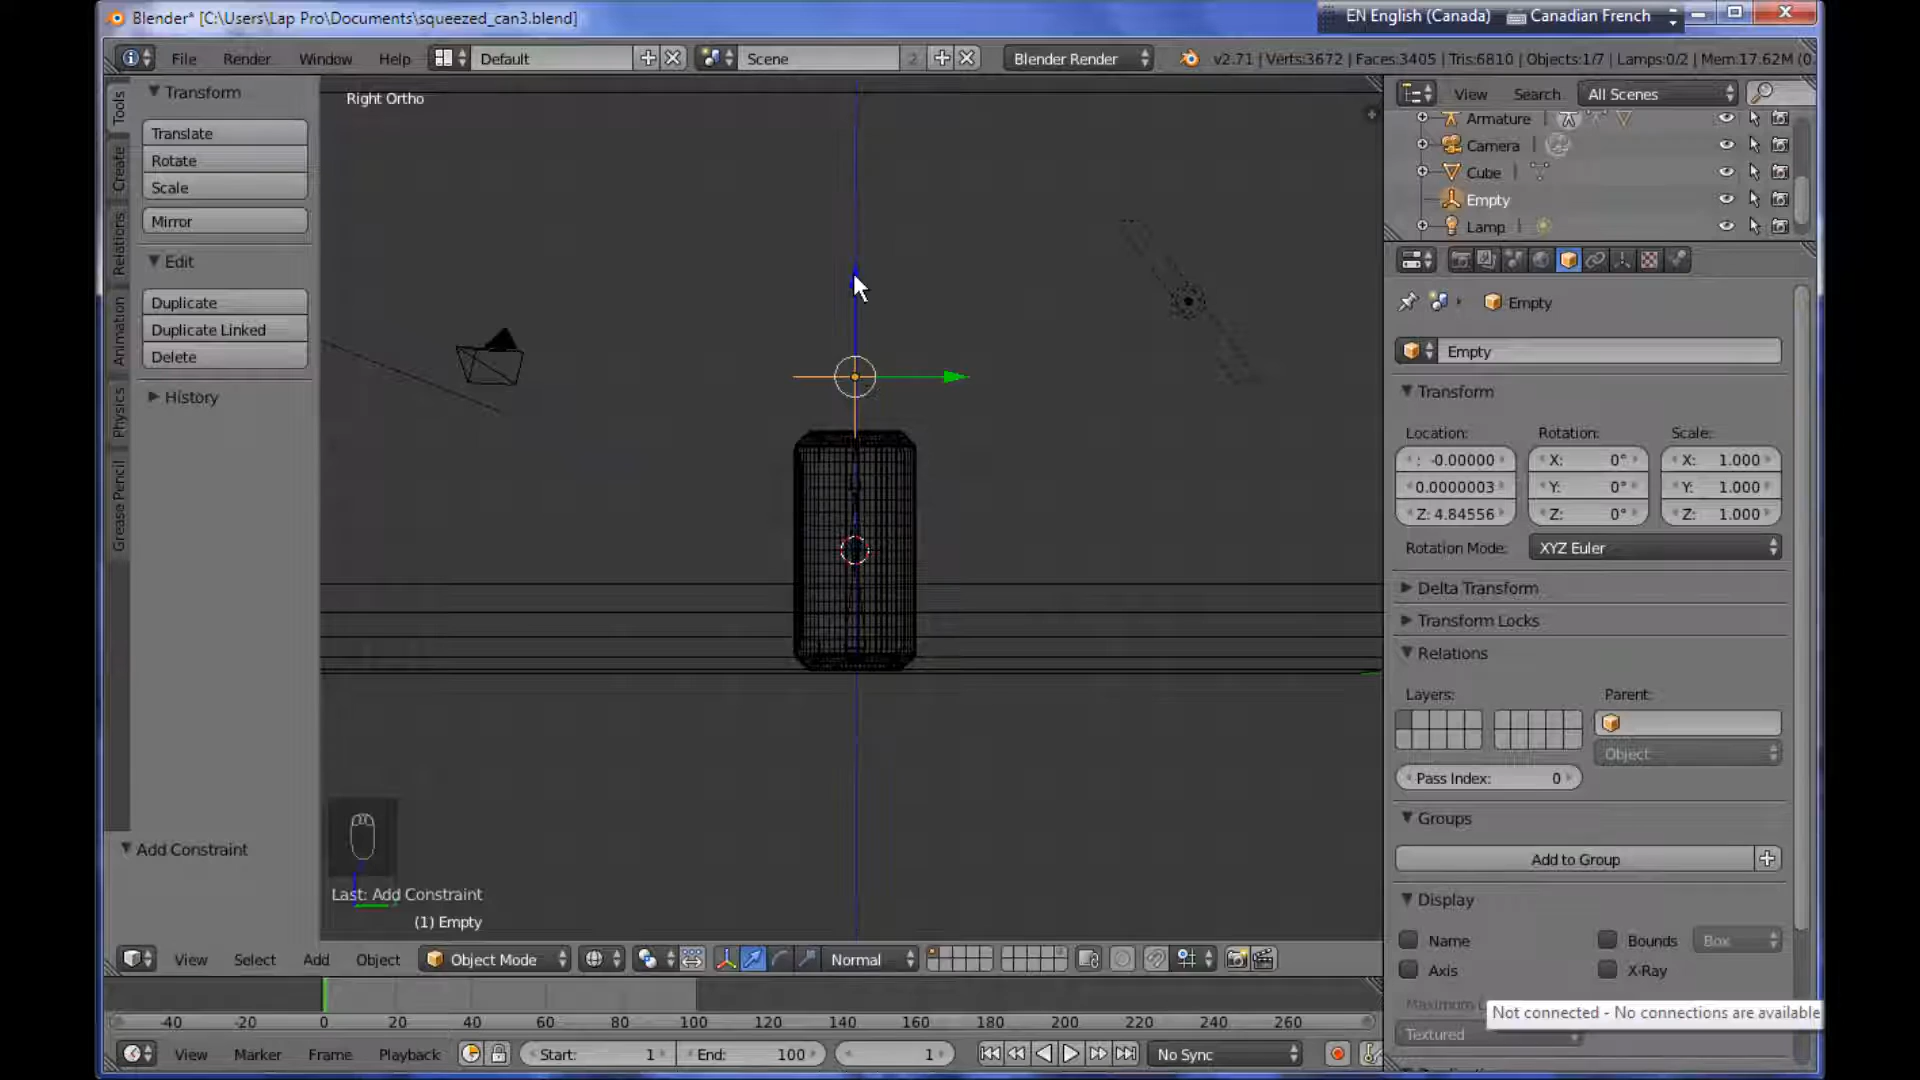 Blender* [C:\Users\Lap Pro\Documents\squeezed_can3.blend]
EN English (Canada) Canadian French
File Render Window Help Default Scene 2 Blender Render v2.71 | Verts:3672 | Faces:3405 | Tris:6810 | Objects:1/7 | Lamps:0/2 | Mem:17.62M (0.
Tools
Create
Relations
Animation
Physics
Grease Pencil
Transform
Translate
Rotate
Scale
Mirror
Edit
Duplicate
Duplicate Linked
Delete
History
Add Constraint
Right Ortho
Last: Add Constraint
(1) Empty
View Select Add Object Object Mode Normal
-40 -20 0 20 40 60 80 100 120 140 160 180 200 220 240 260
View Marker Frame Playback Start: 1 End: 100 1 No Sync
View Search All Scenes
Armature
Camera
Cube
Empty
Lamp
Empty
Empty
Transform
Location: Rotation: Scale:
: -0.00000 X: 0° X: 1.000
0.0000003 Y: 0° Y: 1.000
Z: 4.84556 Z: 0° Z: 1.000
Rotation Mode: XYZ Euler
Delta Transform
Transform Locks
Relations
Layers: Parent:
Object
Pass Index: 0
Groups
Add to Group
Display
Name Bounds Box
Axis X-Ray
Maximum
Not connected - No connections are available
Textured